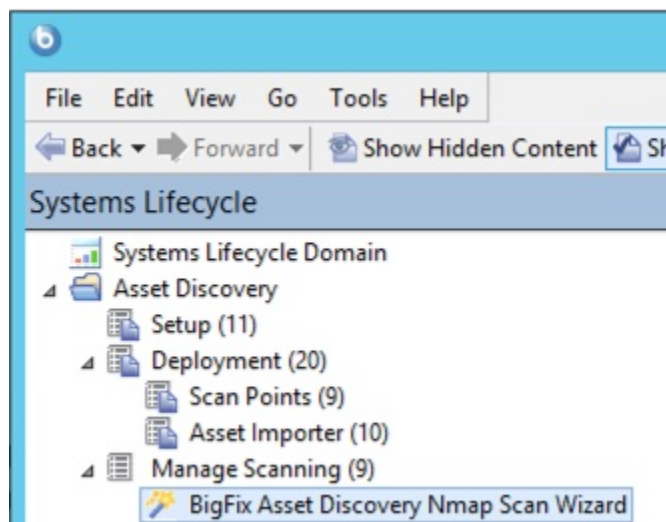 File Edit View Go Tools Help
Back Forward Show Hidden Content
Systems Lifecycle
Systems Lifecycle Domain
Asset Discovery
Setup (11)
Deployment (20)
Scan Points (9)
Asset Importer (10)
Manage Scanning (9)
BigFix Asset Discovery Nmap Scan Wizard